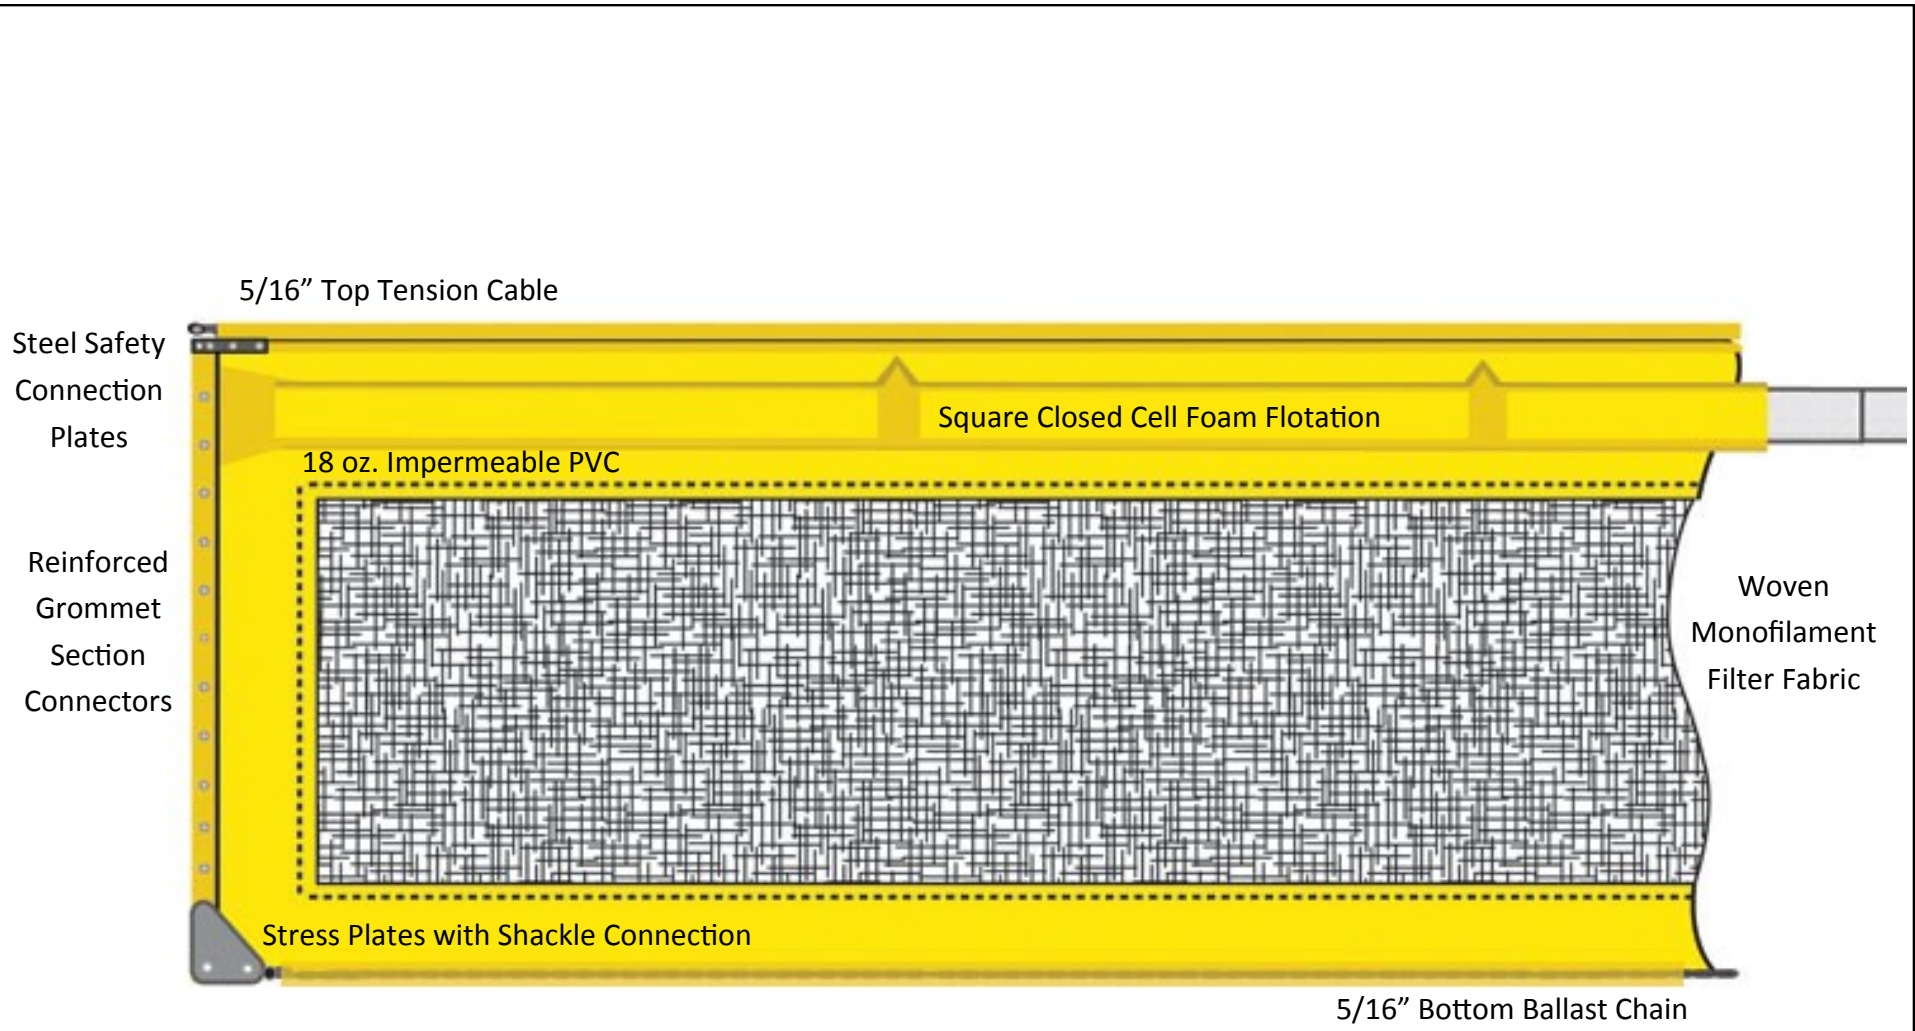 5/16” Top Tension Cable
Steel Safety
Connection
Plates
Square Closed Cell Foam Flotation
18 oz. Impermeable PVC
Reinforced
Grommet
Section
Connectors
Woven
Monofilament
Filter Fabric
Stress Plates with Shackle Connection
5/16” Bottom Ballast Chain